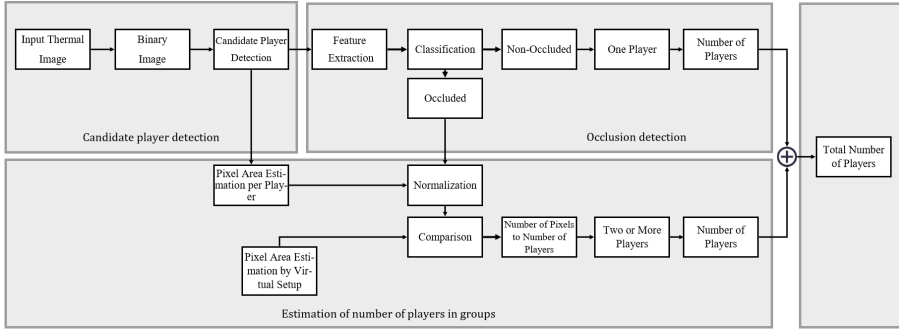 Input Thermal
Image
Binary
Image
Candidate Player
Detection
Candidate player detection
Feature
Extraction
Classification
Non-Occluded
One Player
Number of
Players
Occluded
Occlusion detection
Total Number
of Players
Pixel Area Esti-
mation per Play-
er
Normalization
Comparison
Number of Pixels
to Number of
Players
Two or More
Players
Number of
Players
Pixel Area Esti-
mation by Vir-
tual Setup
Estimation of number of players in groups